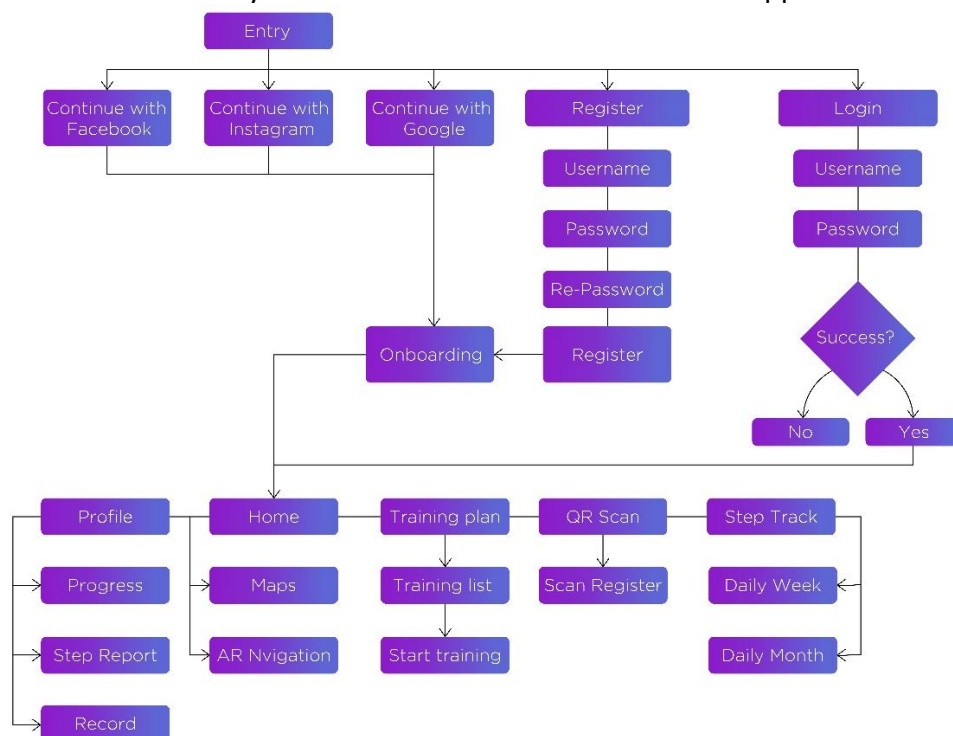 Entry
Continue with
Facebook
Continue with
Instagram
Continue with
Google
Register
Login
Username
Username
Password
Password
Re-Password
Success?
Onboarding
Register
No
Yes
Profile
Home
Training plan
QR Scan
Step Track
Progress
Maps
Training list
Scan Register
Daily Week
Step Report
AR Nvigation
Start training
Daily Month
Record